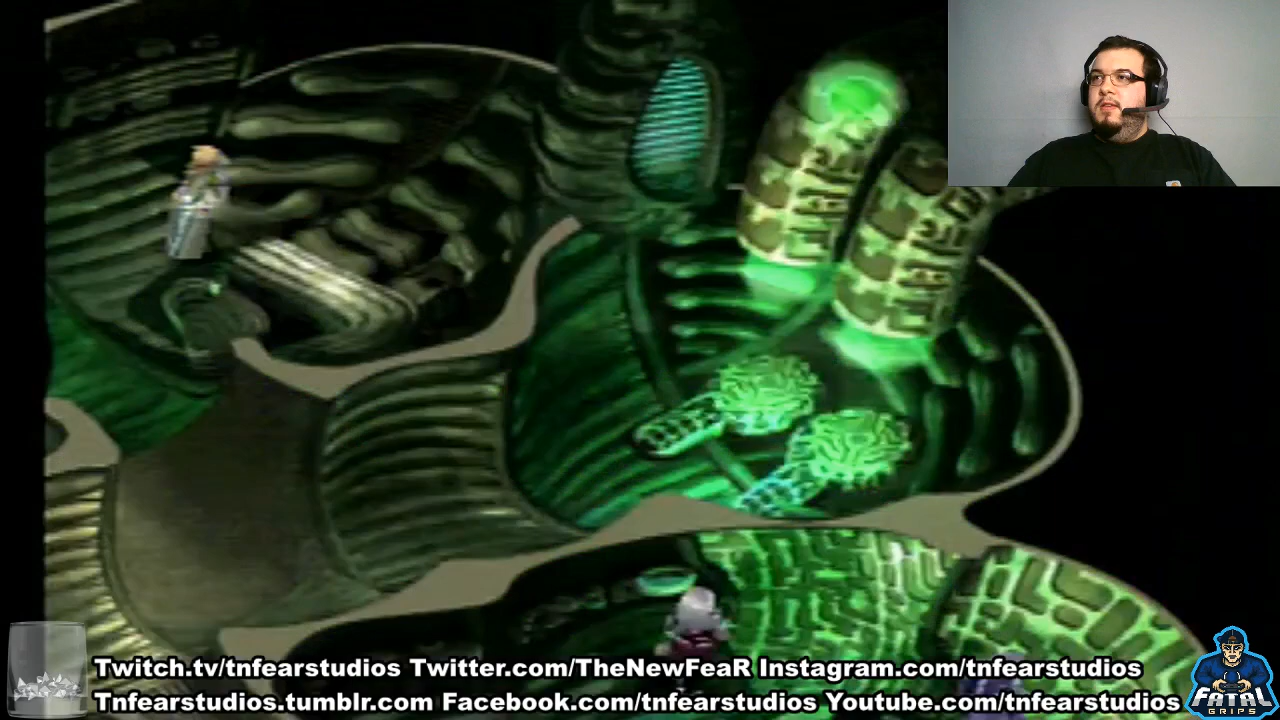 Twitch.tv/tnfearstudios Twitter.com/TheNewFeaR Instagram.com/tnfearstudios
Tnfearstudios.tumblr.com Facebook.com/tnfearstudios Youtube.com/tnfearstudios
FATAL
GRIPS